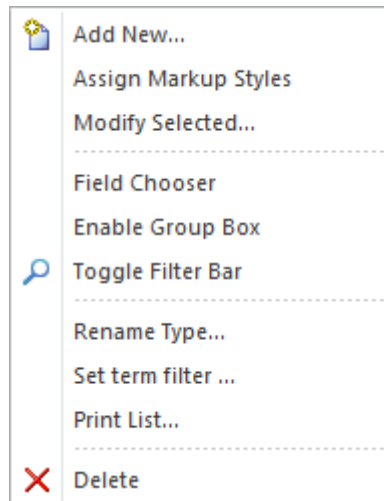 Add New...
Assign Markup Styles
Modify Selected...
Field Chooser
Enable Group Box
Toggle Filter Bar
Rename Type...
Set term filter ...
Print List...
Delete